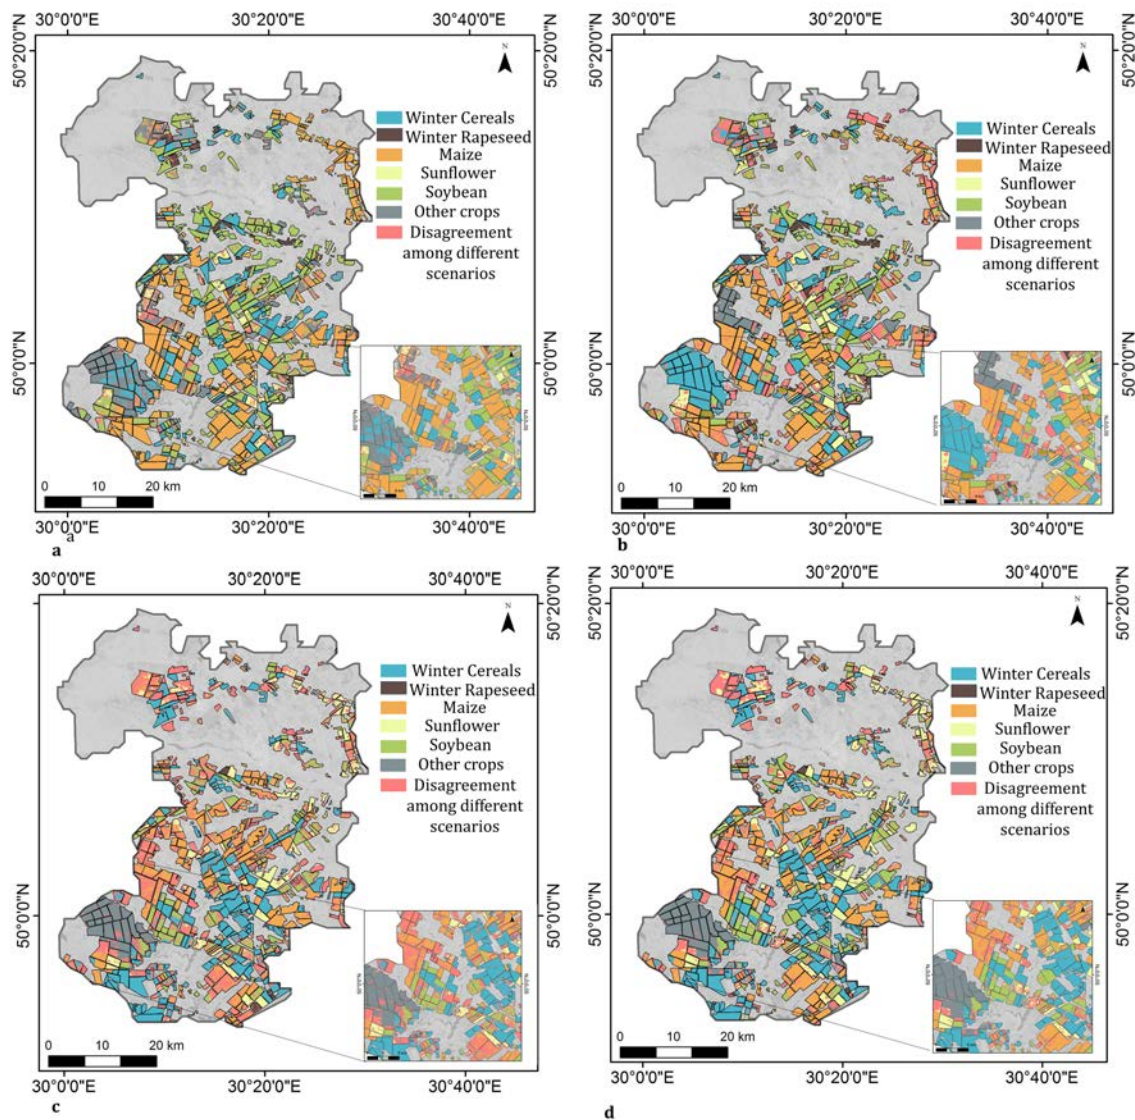 30°0'0"E 30°20'0"E 30°40'0"E
50°20'0"N
N
50°20'0"N
Winter Cereals
Winter Rapeseed
Maize
Sunflower
Soybean
Other crops
Disagreement
among different
scenarios
50°0'0"N
50°0'0"N
0 10 20 km
30°0'0"E 30°20'0"E 30°40'0"E
a
a
30°0'0"E 30°20'0"E 30°40'0"E
50°20'0"N
N
50°20'0"N
Winter Cereals
Winter Rapeseed
Maize
Sunflower
Soybean
Other crops
Disagreement
among different
scenarios
50°0'0"N
50°0'0"N
0 10 20 km
30°0'0"E 30°20'0"E 30°40'0"E
b
30°0'0"E 30°20'0"E 30°40'0"E
50°20'0"N
N
50°20'0"N
Winter Cereals
Winter Rapeseed
Maize
Sunflower
Soybean
Other crops
Disagreement
among different
scenarios
50°0'0"N
50°0'0"N
0 10 20 km
30°0'0"E 30°20'0"E 30°40'0"E
c
30°0'0"E 30°20'0"E 30°40'0"E
50°20'0"N
N
50°20'0"N
Winter Cereals
Winter Rapeseed
Maize
Sunflower
Soybean
Other crops
Disagreement
among different
scenarios
50°0'0"N
50°0'0"N
0 10 20 km
30°0'0"E 30°20'0"E 30°40'0"E
d